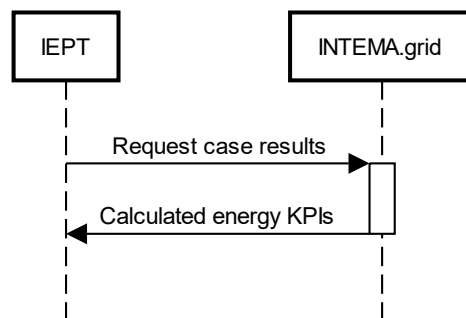 IEPT
INTEMA.grid
Request case results
Calculated energy KPIs